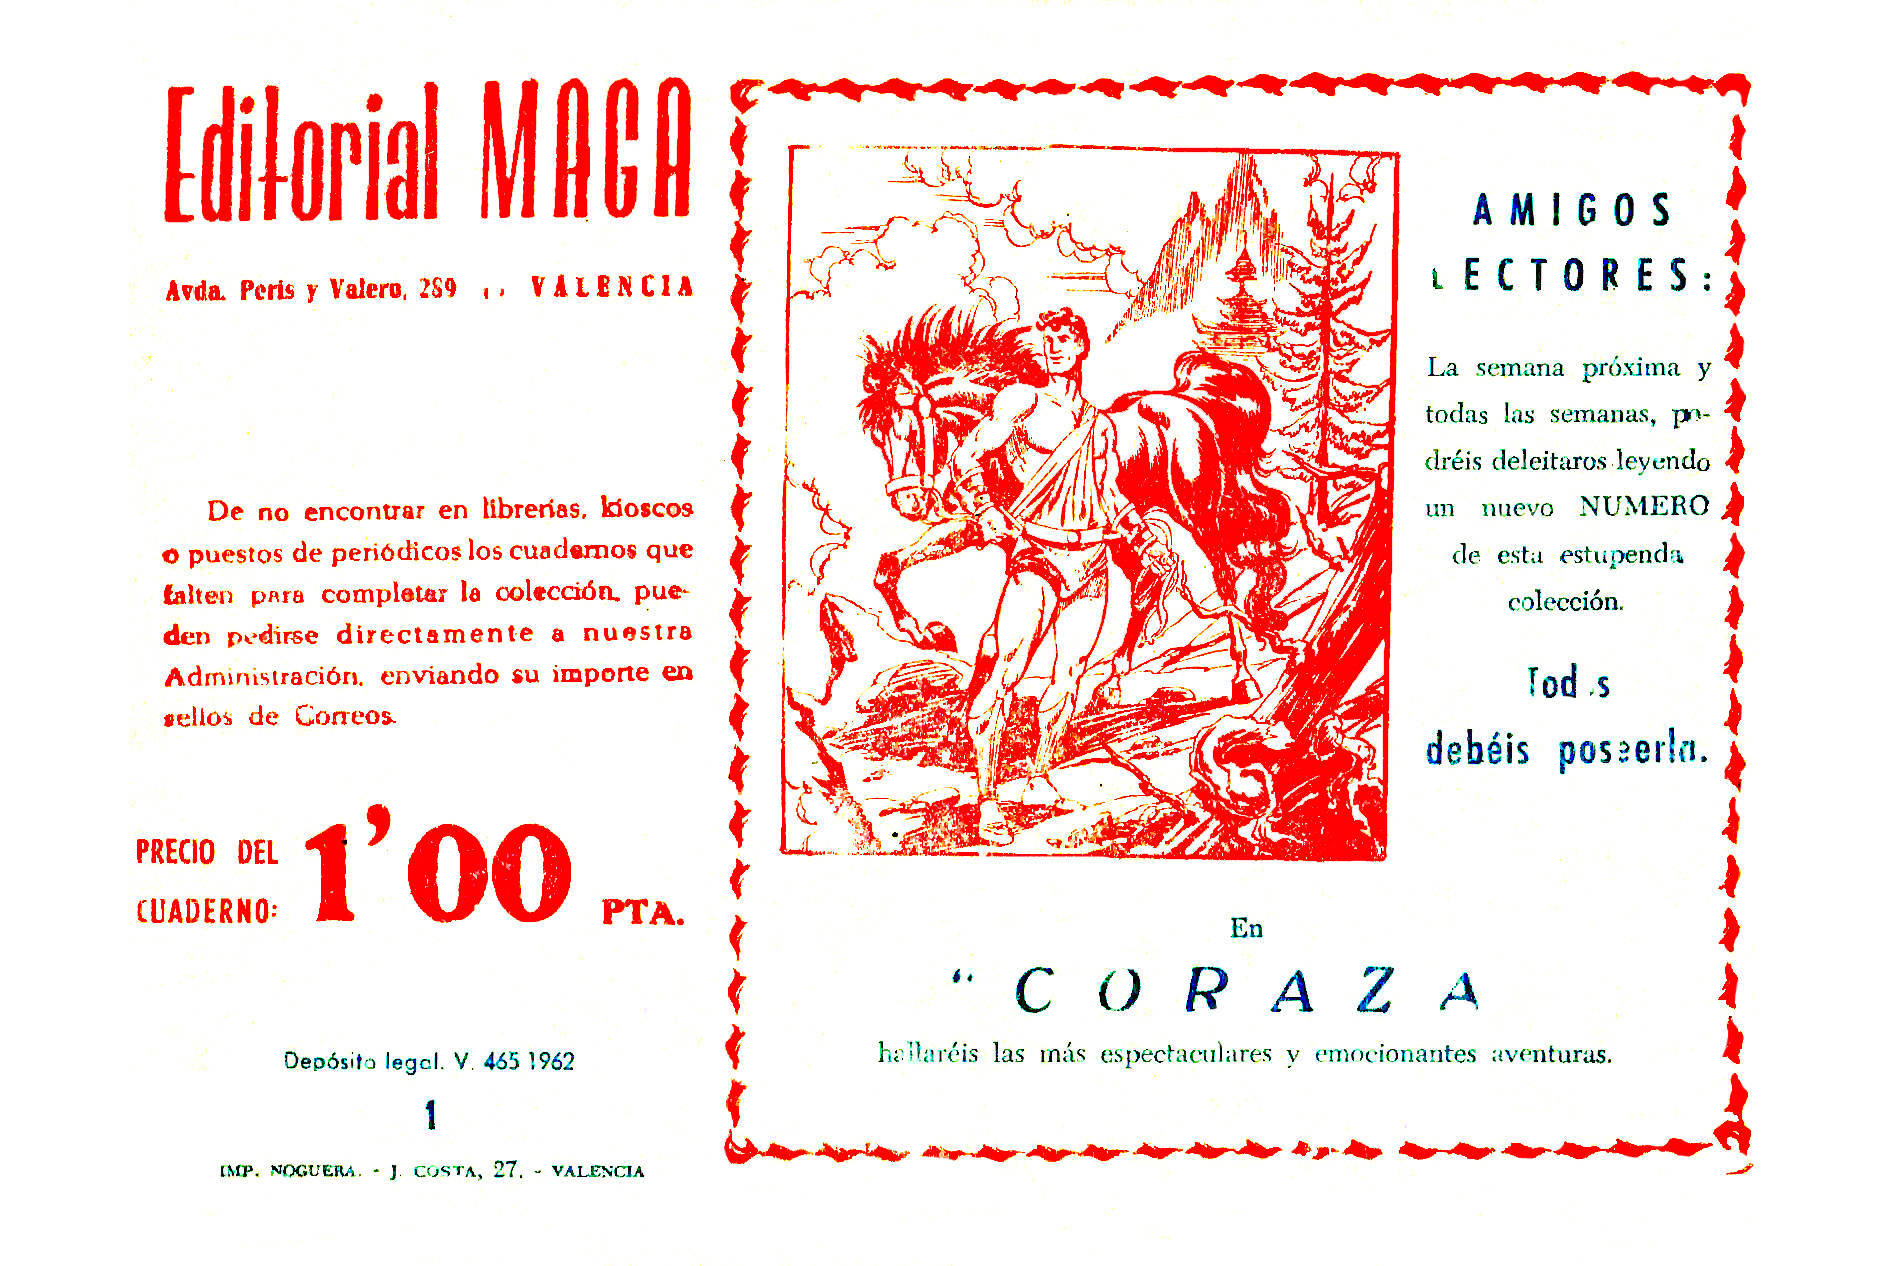 Editorial MAGA
Avda. Peris y Valero, 289 VALENCIA
De no encontrar en librerías, kioscos
o puestos de periódicos los cuadernos que
falten para completar la colección, pue-
den pedirse directamente a nuestra
Administración, enviando su importe en
sellos de Correos.
PRECIO DEL
CUADERNO: 1'00 PTA.
Depósito legal. V. 465 1962
1
IMP. NOGUERA. - J. COSTA, 27. - VALENCIA
AMIGOS
LECTORES:
La semana próxima y
todas las semanas, po-
dréis deleitaros leyendo
un nuevo NUMERO
de esta estupenda
colección.
Todos
debéis poseerla.
En
"CORAZA
hallaréis las más espectaculares y emocionantes aventuras.